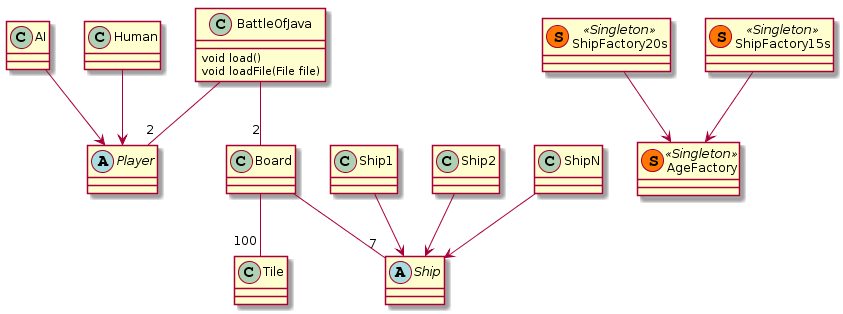 C AI
C Human
C BattleOfJava
void load()
void loadFile(File file)
S «Singleton»
ShipFactory20s
S «Singleton»
ShipFactory15s
2
2
A Player
C Board
C Ship1
C Ship2
C ShipN
S «Singleton»
AgeFactory
100
7
C Tile
A Ship